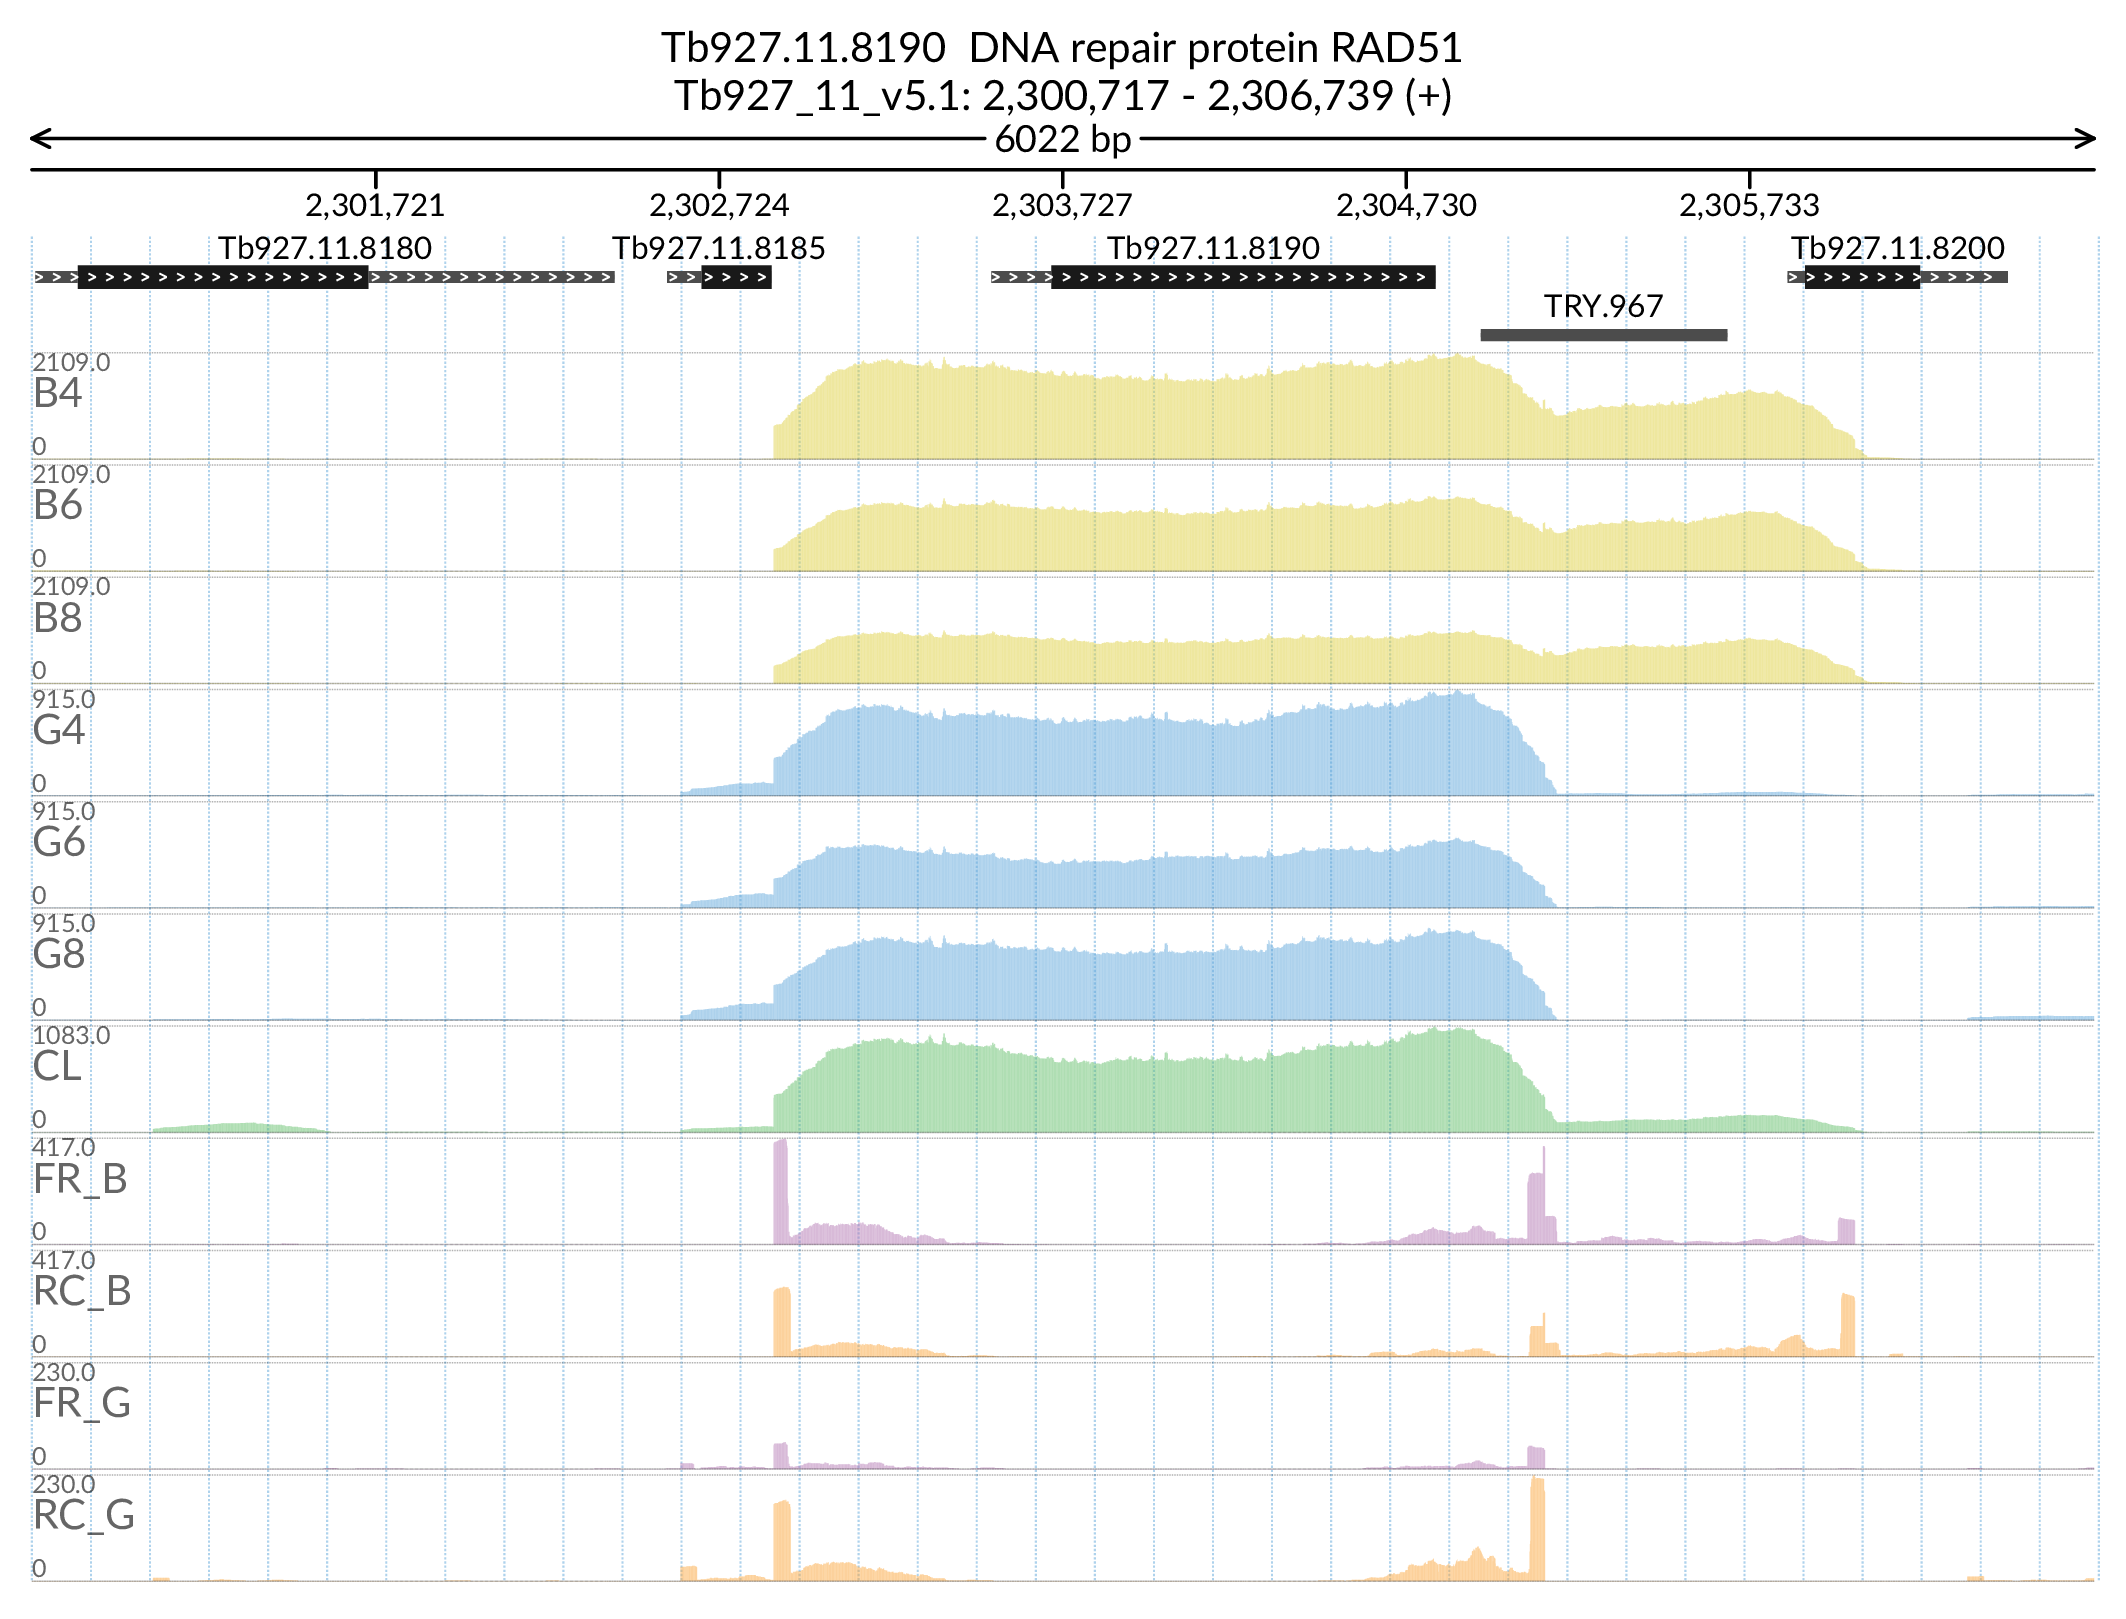 Tb927.11.8190  DNA repair protein RAD51
Tb927_11_v5.1: 2,300,717 - 2,306,739 (+)
6022 bp
2,301,721 2,302,724 2,303,727 2,304,730 2,305,733
Tb927.11.8180 Tb927.11.8185 Tb927.11.8190 Tb927.11.8200
TRY.967
2109.0
B4
0
2109.0
B6
0
2109.0
B8
0
915.0
G4
0
915.0
G6
0
915.0
G8
0
1083.0
CL
0
417.0
FR_B
0
417.0
RC_B
0
230.0
FR_G
0
230.0
RC_G
0